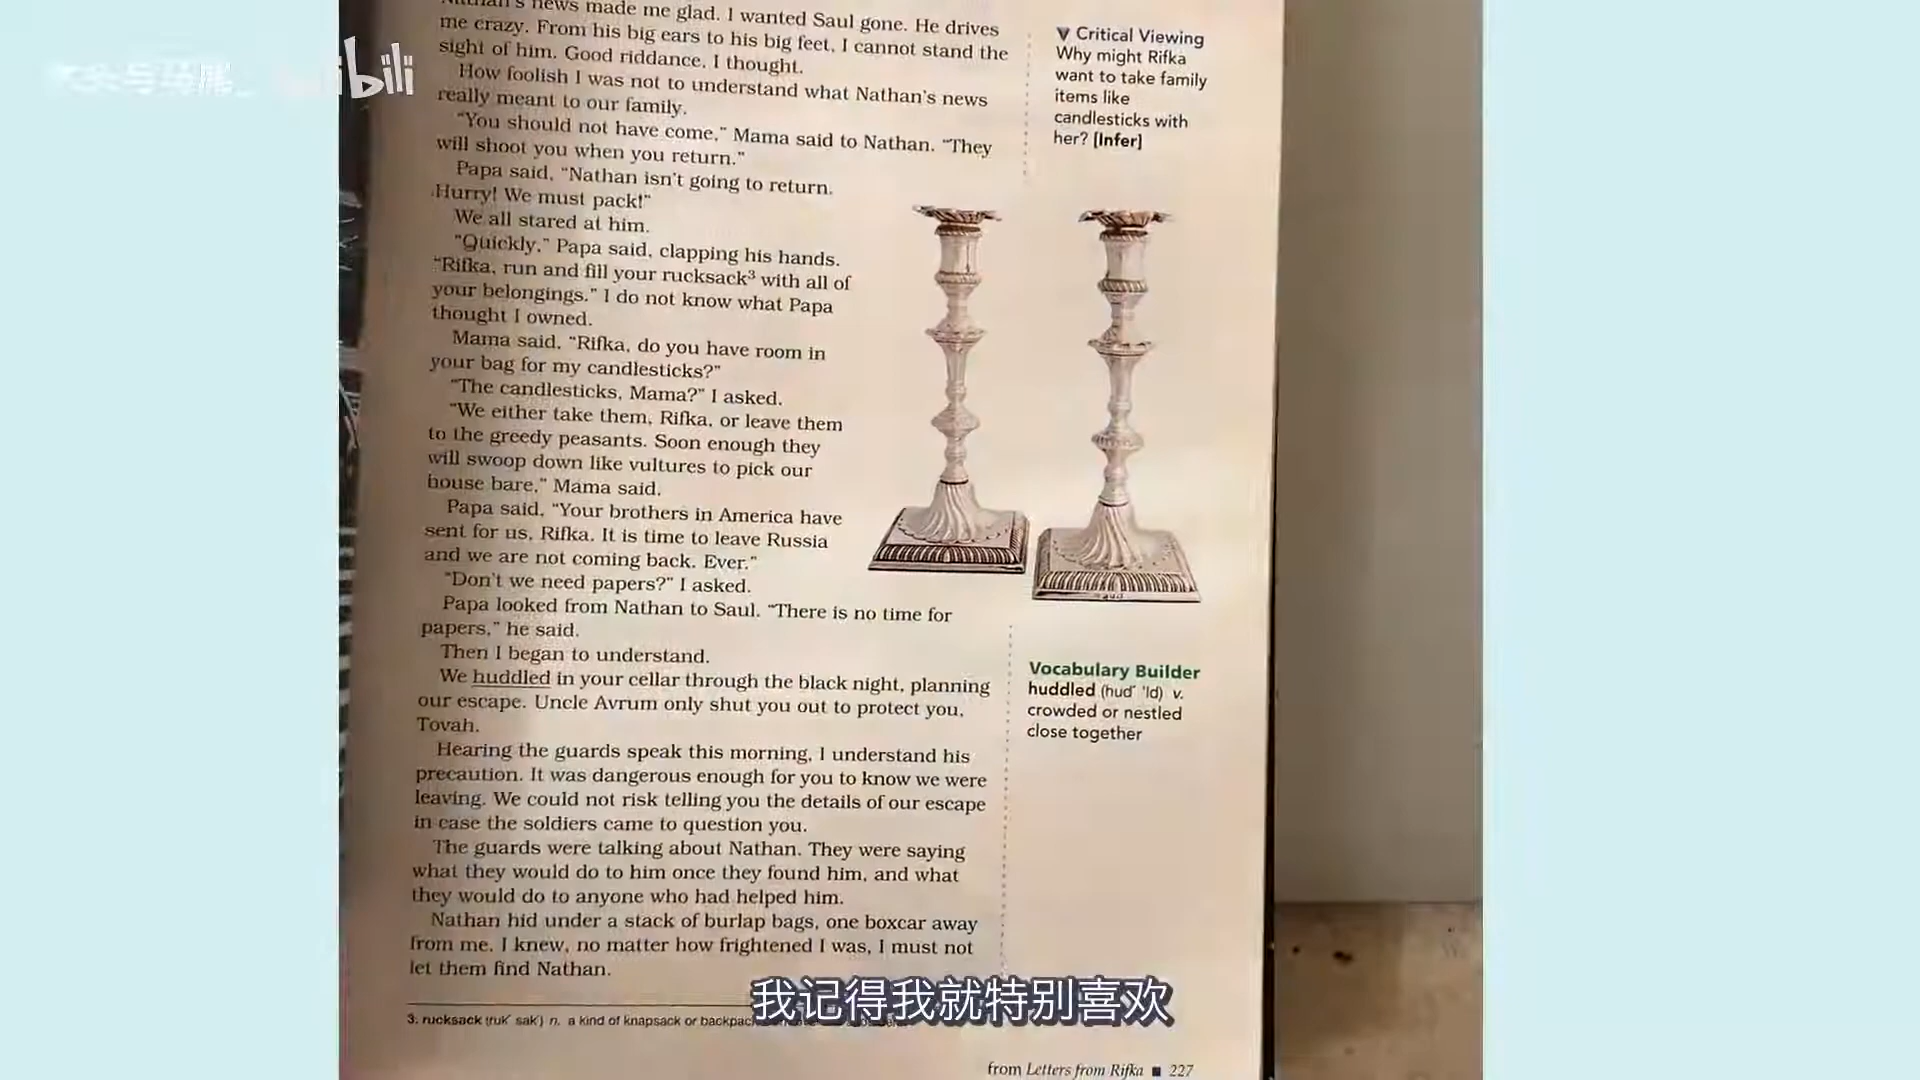 Nathan's news made me glad. I wanted Saul gone. He drives
me crazy. From his big ears to his big feet, I cannot stand the
sight of him. Good riddance, I thought.
How foolish I was not to understand what Nathan's news
really meant to our family.
"You should not have come," Mama said to Nathan. "They
will shoot you when you return."
Papa said, "Nathan isn't going to return.
Hurry! We must pack!"
We all stared at him.
"Quickly," Papa said, clapping his hands.
"Rifka, run and fill your rucksack³ with all of
your belongings." I do not know what Papa
thought I owned.
Mama said, "Rifka, do you have room in
your bag for my candlesticks?"
"The candlesticks, Mama?" I asked.
"We either take them, Rifka, or leave them
to the greedy peasants. Soon enough they
will swoop down like vultures to pick our
house bare," Mama said.
Papa said, "Your brothers in America have
sent for us, Rifka. It is time to leave Russia
and we are not coming back. Ever."
"Don't we need papers?" I asked.
Papa looked from Nathan to Saul. "There is no time for
papers," he said.
Then I began to understand.
We huddled in your cellar through the black night, planning
our escape. Uncle Avrum only shut you out to protect you,
Tovah.
Hearing the guards speak this morning, I understand his
precaution. It was dangerous enough for you to know we were
leaving. We could not risk telling you the details of our escape
in case the soldiers came to question you.
The guards were talking about Nathan. They were saying
what they would do to him once they found him, and what
they would do to anyone who had helped him.
Nathan hid under a stack of burlap bags, one boxcar away
from me. I knew, no matter how frightened I was, I must not
let them find Nathan.
▼ Critical Viewing
Why might Rifka
want to take family
items like
candlesticks with
her? [Infer]
Vocabulary Builder
huddled (hud´ 'ld) v.
crowded or nestled
close together
3. rucksack (ruk´ sak´) n. a kind of knapsack or backpack
from Letters from Rifka ■ 227
我记得我就特别喜欢
bili